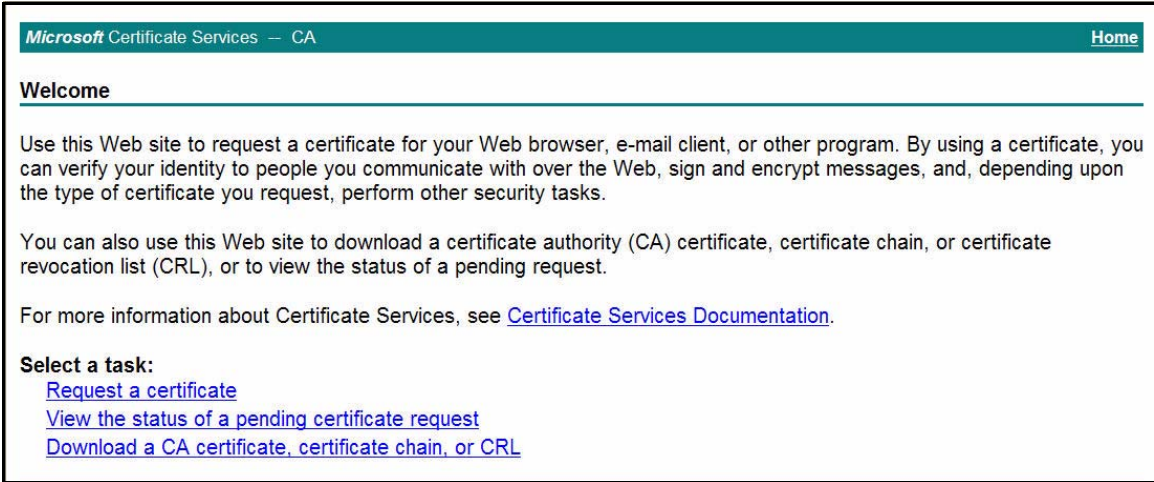 Microsoft Certificate Services -- CA Home
Welcome
Use this Web site to request a certificate for your Web browser, e-mail client, or other program. By using a certificate, you
can verify your identity to people you communicate with over the Web, sign and encrypt messages, and, depending upon
the type of certificate you request, perform other security tasks.
You can also use this Web site to download a certificate authority (CA) certificate, certificate chain, or certificate
revocation list (CRL), or to view the status of a pending request.
For more information about Certificate Services, see Certificate Services Documentation.
Select a task:
Request a certificate
View the status of a pending certificate request
Download a CA certificate, certificate chain, or CRL